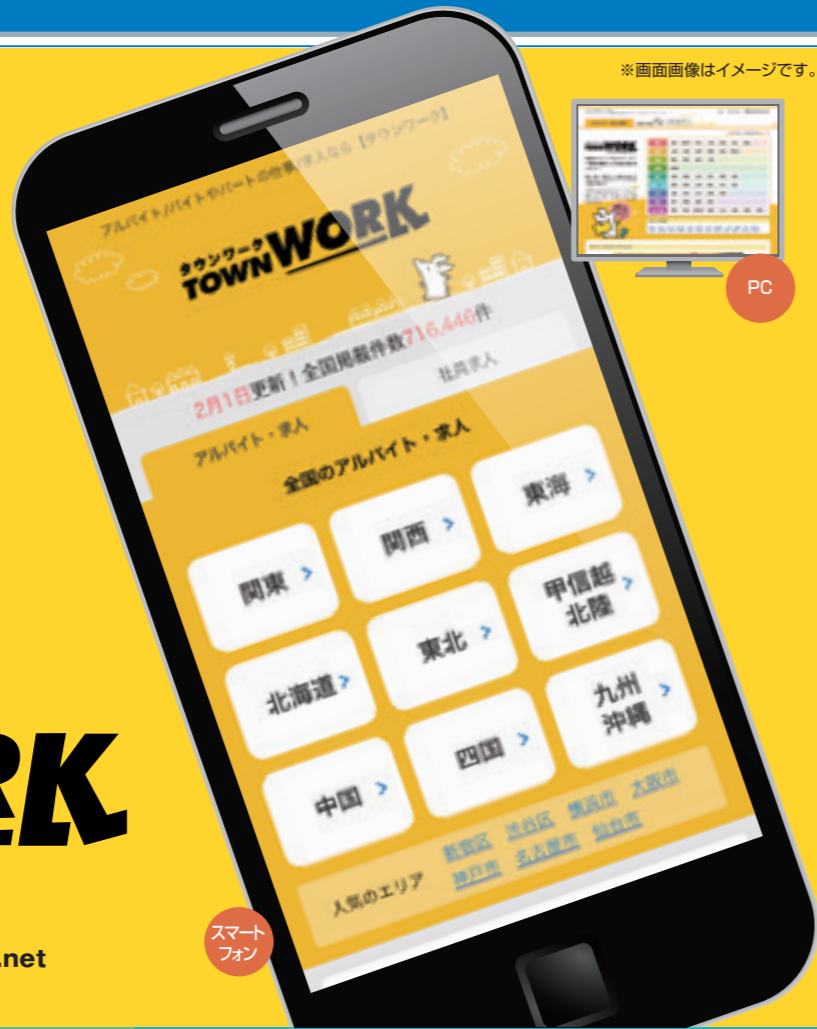 ※画面画像はイメージです。
PC
アルバイト/バイトやパートの仕事/求人なら【タウンワーク】
タウンワーク
TOWN WORK
2月1日更新!全国掲載件数716,446件
アルバイト・求人
社員求人
全国のアルバイト・求人
関東
関西
東海
北海道
東北
甲信越
北陸
中国
四国
九州
沖縄
人気のエリア
新宿区 渋谷区 横浜市 大阪市
神戸市 名古屋市 仙台市
RK
スマート
フォン
.net